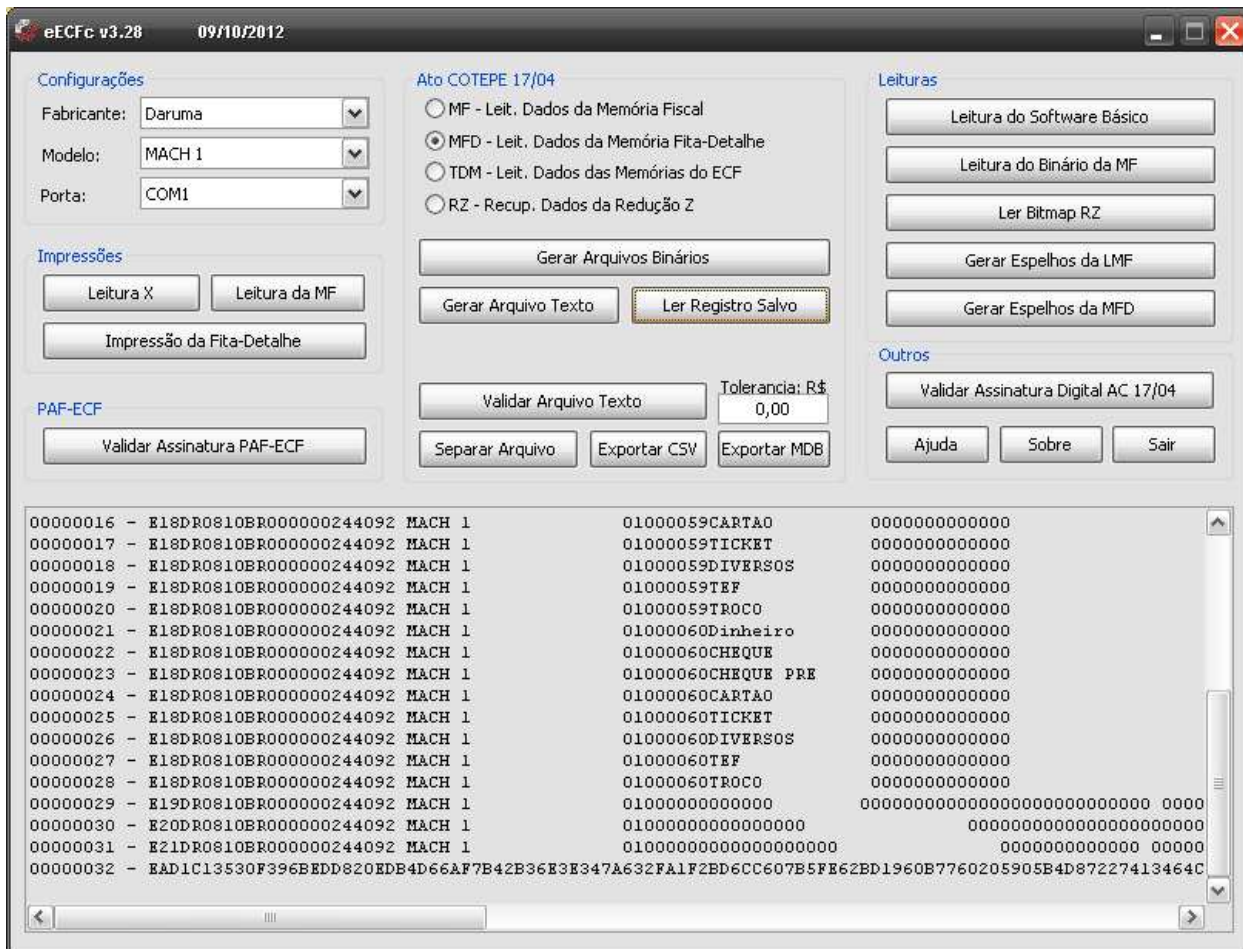 eECFc v3.28 09/10/2012
Configurações
Fabricante: Daruma
Modelo: MACH 1
Porta: COM1
Impressões
Leitura X Leitura da MF
Impressão da Fita-Detalhe
PAF-ECF
Validar Assinatura PAF-ECF
Ato COTEPE 17/04
MF - Leit. Dados da Memória Fiscal
MFD - Leit. Dados da Memória Fita-Detalhe
TDM - Leit. Dados das Memórias do ECF
RZ - Recup. Dados da Redução Z
Gerar Arquivos Binários
Gerar Arquivo Texto Ler Registro Salvo
Tolerancia: R$
Validar Arquivo Texto 0,00
Separar Arquivo Exportar CSV Exportar MDB
Leituras
Leitura do Software Básico
Leitura do Binário da MF
Ler Bitmap RZ
Gerar Espelhos da LMF
Gerar Espelhos da MFD
Outros
Validar Assinatura Digital AC 17/04
Ajuda Sobre Sair
00000016 - E18DR0810BR000000244092 MACH 1 01000059CARTAO 0000000000000
00000017 - E18DR0810BR000000244092 MACH 1 01000059TICKET 0000000000000
00000018 - E18DR0810BR000000244092 MACH 1 01000059DIVERSOS 0000000000000
00000019 - E18DR0810BR000000244092 MACH 1 01000059TEF 0000000000000
00000020 - E18DR0810BR000000244092 MACH 1 01000059TROCO 0000000000000
00000021 - E18DR0810BR000000244092 MACH 1 01000060Dinheiro 0000000000000
00000022 - E18DR0810BR000000244092 MACH 1 01000060CHEQUE 0000000000000
00000023 - E18DR0810BR000000244092 MACH 1 01000060CHEQUE PRE 0000000000000
00000024 - E18DR0810BR000000244092 MACH 1 01000060CARTAO 0000000000000
00000025 - E18DR0810BR000000244092 MACH 1 01000060TICKET 0000000000000
00000026 - E18DR0810BR000000244092 MACH 1 01000060DIVERSOS 0000000000000
00000027 - E18DR0810BR000000244092 MACH 1 01000060TEF 0000000000000
00000028 - E18DR0810BR000000244092 MACH 1 01000060TROCO 0000000000000
00000029 - E19DR0810BR000000244092 MACH 1 01000000000000 000000000000000000000000000 0000
00000030 - E20DR0810BR000000244092 MACH 1 01000000000000000 0000000000000000000000
00000031 - E21DR0810BR000000244092 MACH 1 01000000000000000000 0000000000000 00000
00000032 - EAD1C13530F396BEDD820EDB4D66AF7B42B36E3E347A632FA1F2BD6CC607B5FE62BD1960B7760205905B4D87227413464C